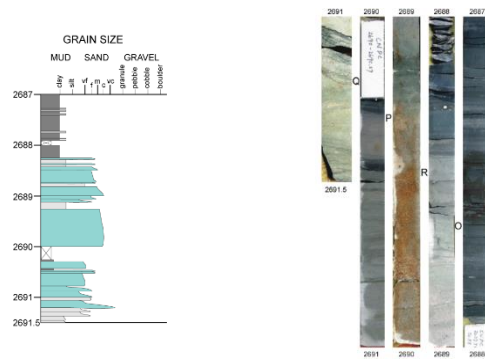 GRAIN SIZE
MUD SAND GRAVEL
clay silt vf f m c vc granule pebble cobble boulder
2687
2688
2689
2690
2691
2691.5
2691 2690 2689 2688 2687
Q
P
R
O
2691.5
2691 2690 2689 2688